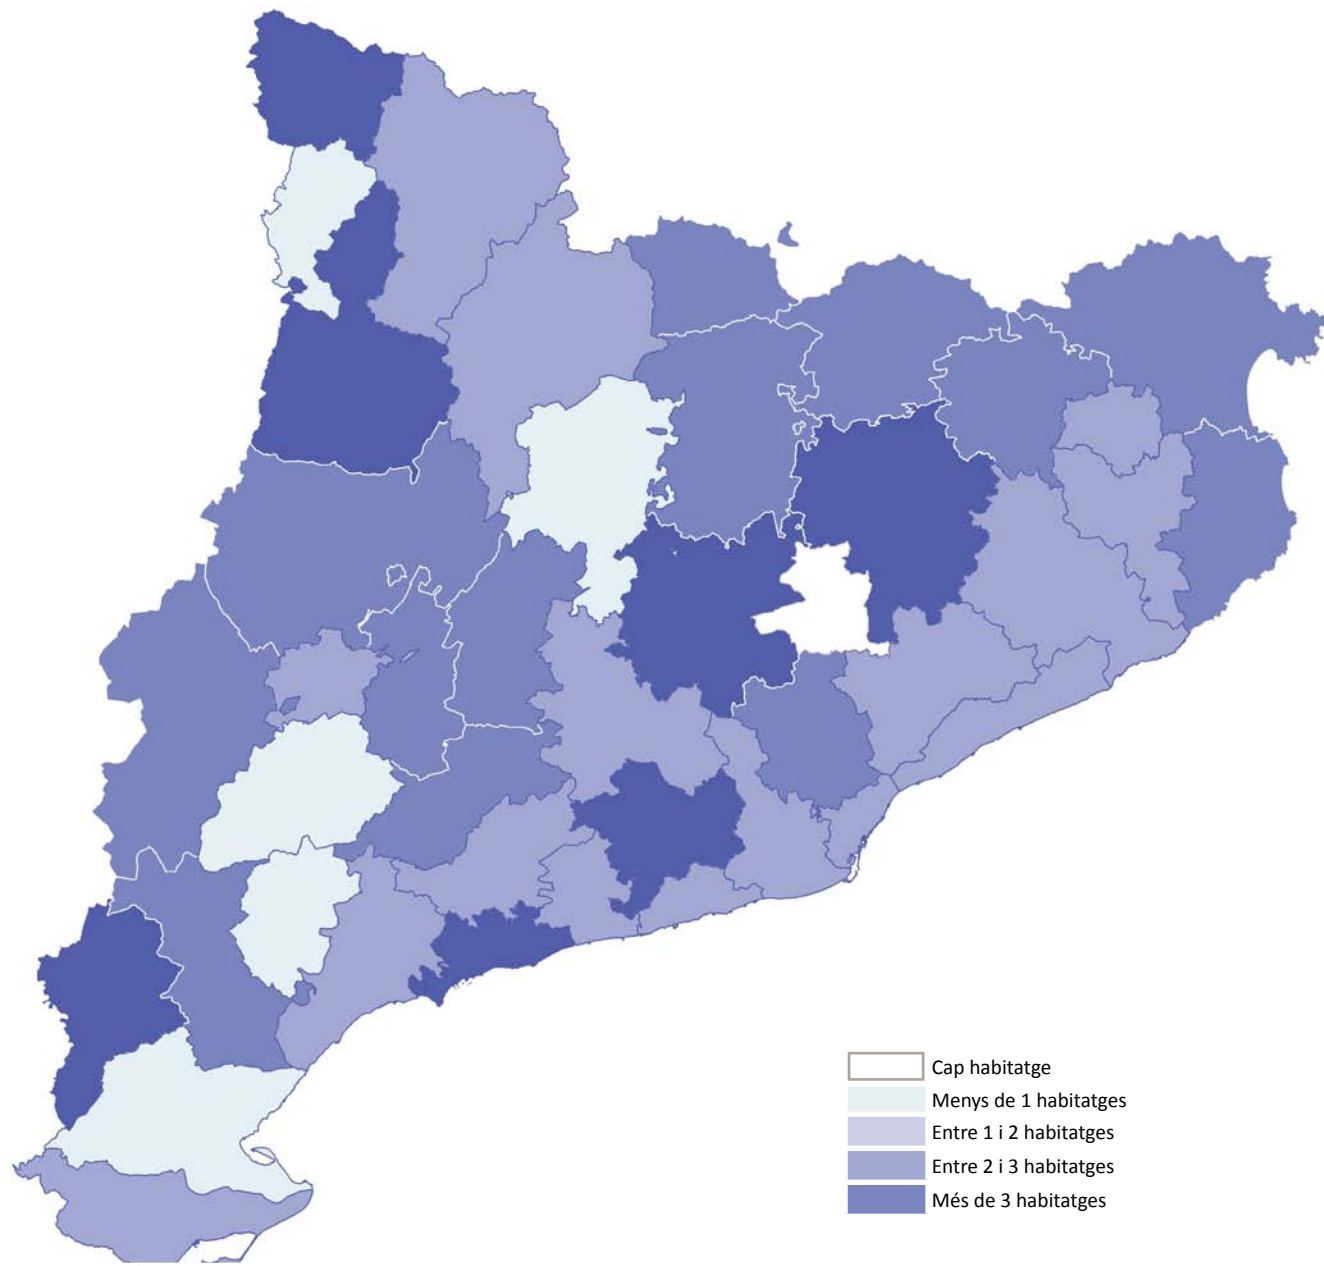 Cap habitatge
Menys de 1 habitatges
Entre 1 i 2 habitatges
Entre 2 i 3 habitatges
Més de 3 habitatges